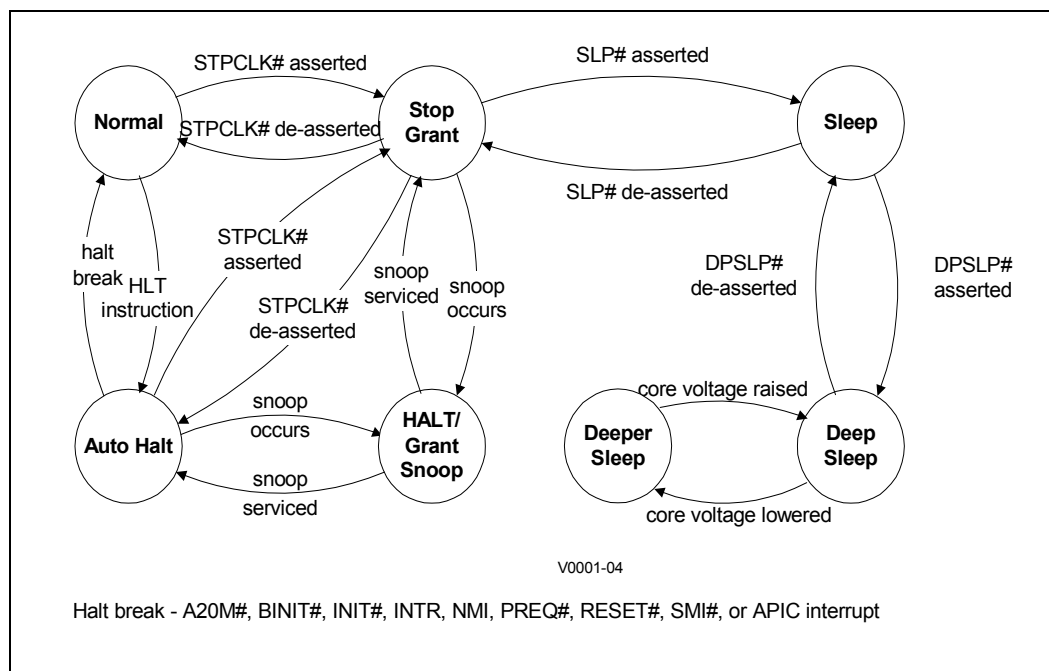 STPCLK# asserted
SLP# asserted
Normal
Stop
Grant
Sleep
STPCLK# de-asserted
SLP# de-asserted
halt
break
HLT
instruction
STPCLK#
asserted
STPCLK#
de-asserted
snoop
serviced
snoop
occurs
DPSLP#
de-asserted
DPSLP#
asserted
Auto Halt
snoop
occurs
snoop
serviced
HALT/
Grant
Snoop
core voltage raised
Deeper
Sleep
Deep
Sleep
core voltage lowered
V0001-04
Halt break - A20M#, BINIT#, INIT#, INTR, NMI, PREQ#, RESET#, SMI#, or APIC interrupt